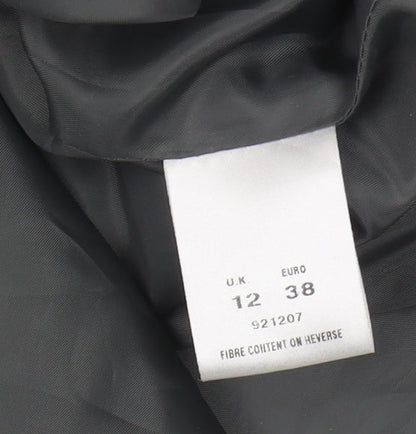 U.K. EURO
12 38
921207
FIBRE CONTENT ON REVERSE